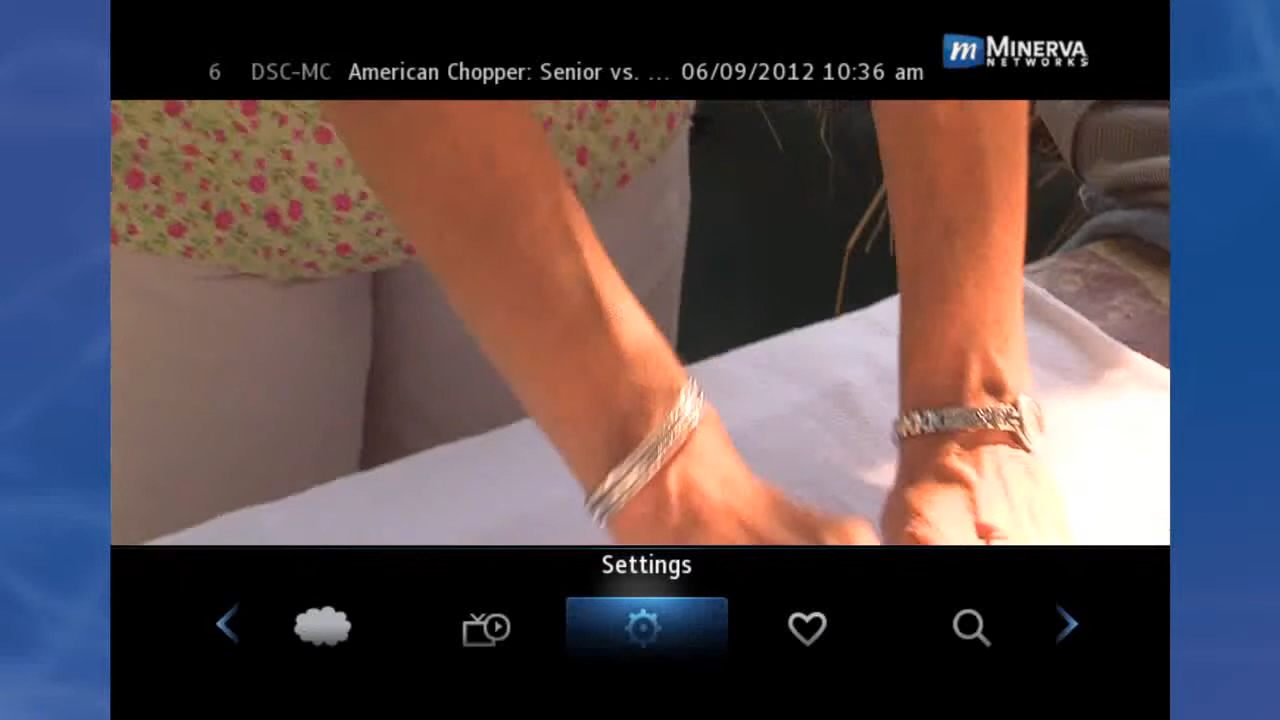 6 DSC-MC American Chopper: Senior vs. ... 06/09/2012 10:36 am
m MINERVA
NETWORKS
Settings